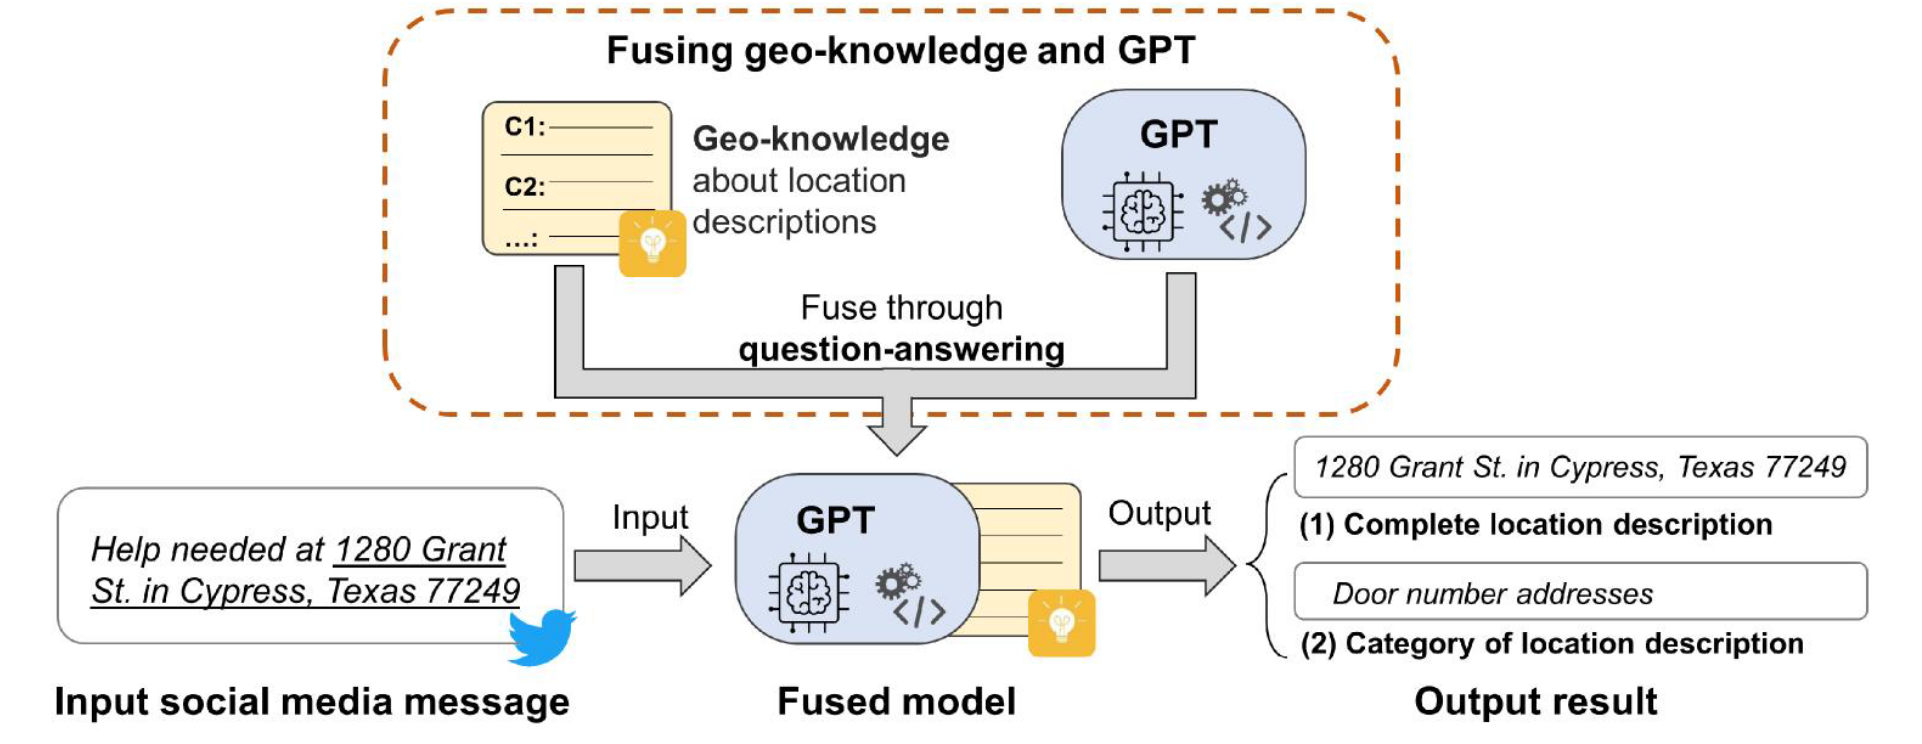 Fusing geo-knowledge and GPT
C1:
C2:
...:
Geo-knowledge
about location
descriptions
GPT
</>
Fuse through
question-answering
Help needed at 1280 Grant
St. in Cypress, Texas 77249
Input social media message
Input
GPT
</>
Fused model
Output
1280 Grant St. in Cypress, Texas 77249
(1) Complete location description
Door number addresses
(2) Category of location description
Output result